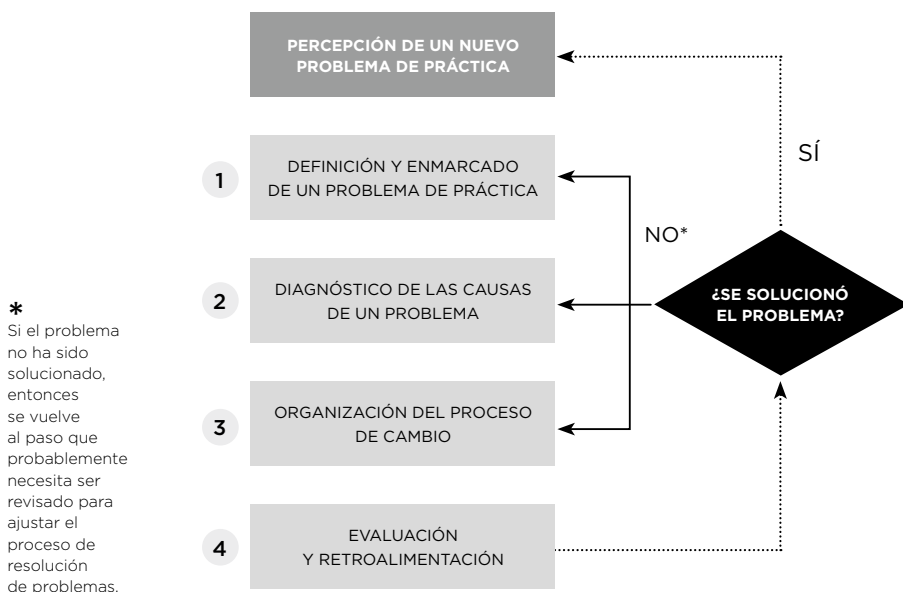 PERCEPCIÓN DE UN NUEVO
PROBLEMA DE PRÁCTICA
SÍ
1
DEFINICIÓN Y ENMARCADO
DE UN PROBLEMA DE PRÁCTICA
NO*
2
DIAGNÓSTICO DE LAS CAUSAS
DE UN PROBLEMA
¿SE SOLUCIONÓ
EL PROBLEMA?
3
ORGANIZACIÓN DEL PROCESO
DE CAMBIO
4
EVALUACIÓN
Y RETROALIMENTACIÓN
*
Si el problema
no ha sido
solucionado,
entonces
se vuelve
al paso que
probablemente
necesita ser
revisado para
ajustar el
proceso de
resolución
de problemas.